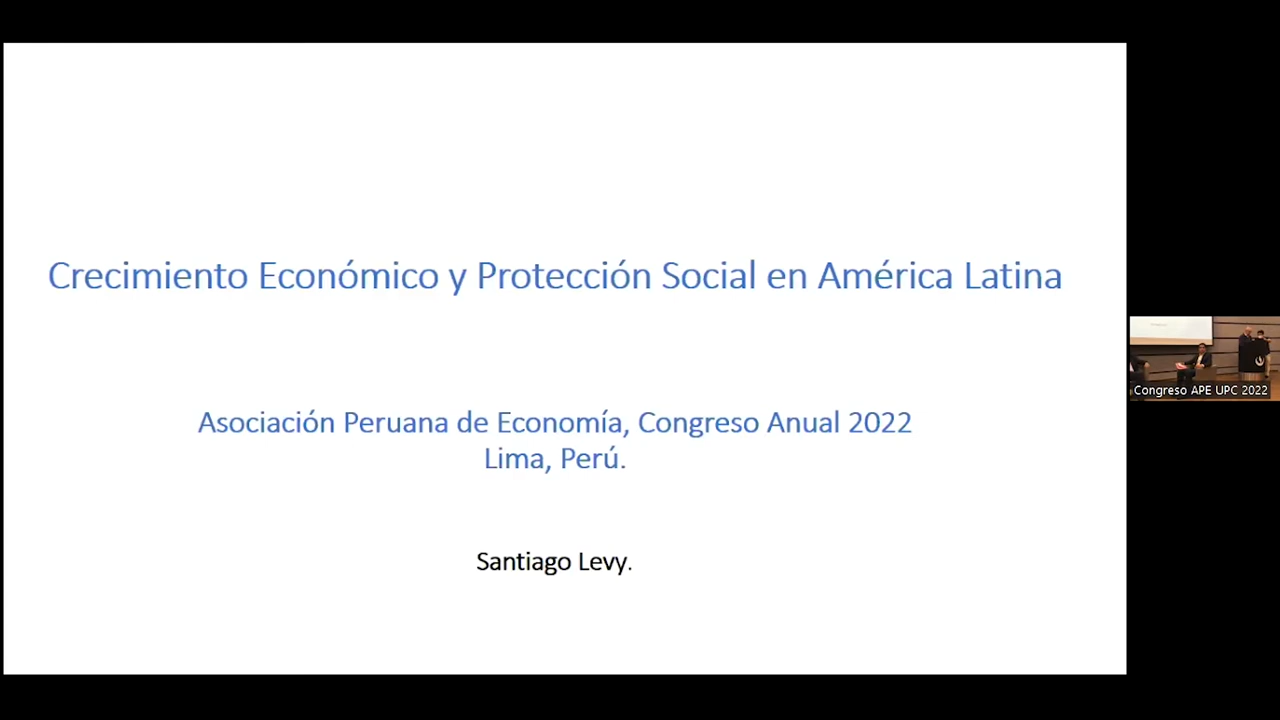 Crecimiento Económico y Protección Social en América Latina
Asociación Peruana de Economía, Congreso Anual 2022
Lima, Perú.
Santiago Levy.
Congreso APE UPC 2022